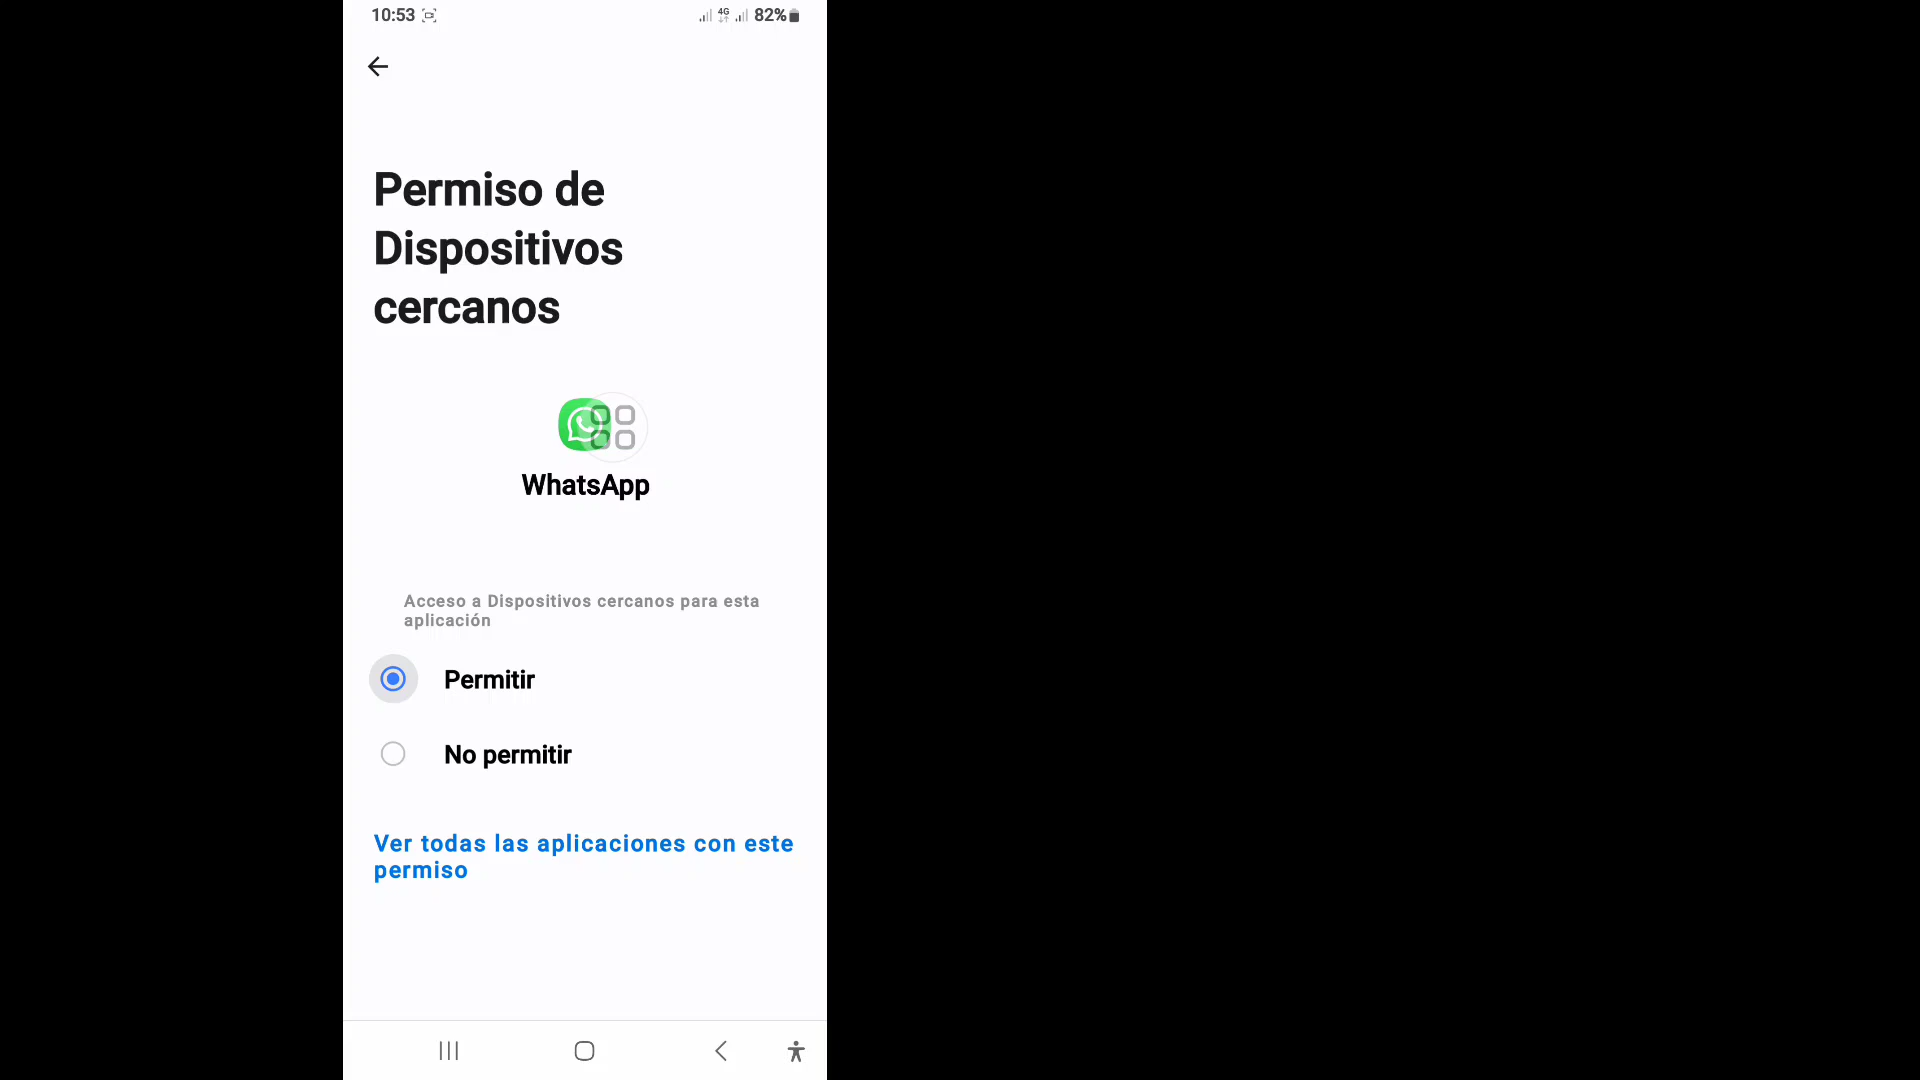 10:53
4G
82%
Permiso de
Dispositivos
cercanos
WhatsApp
Acceso a Dispositivos cercanos para esta
aplicación
Permitir
No permitir
Ver todas las aplicaciones con este
permiso